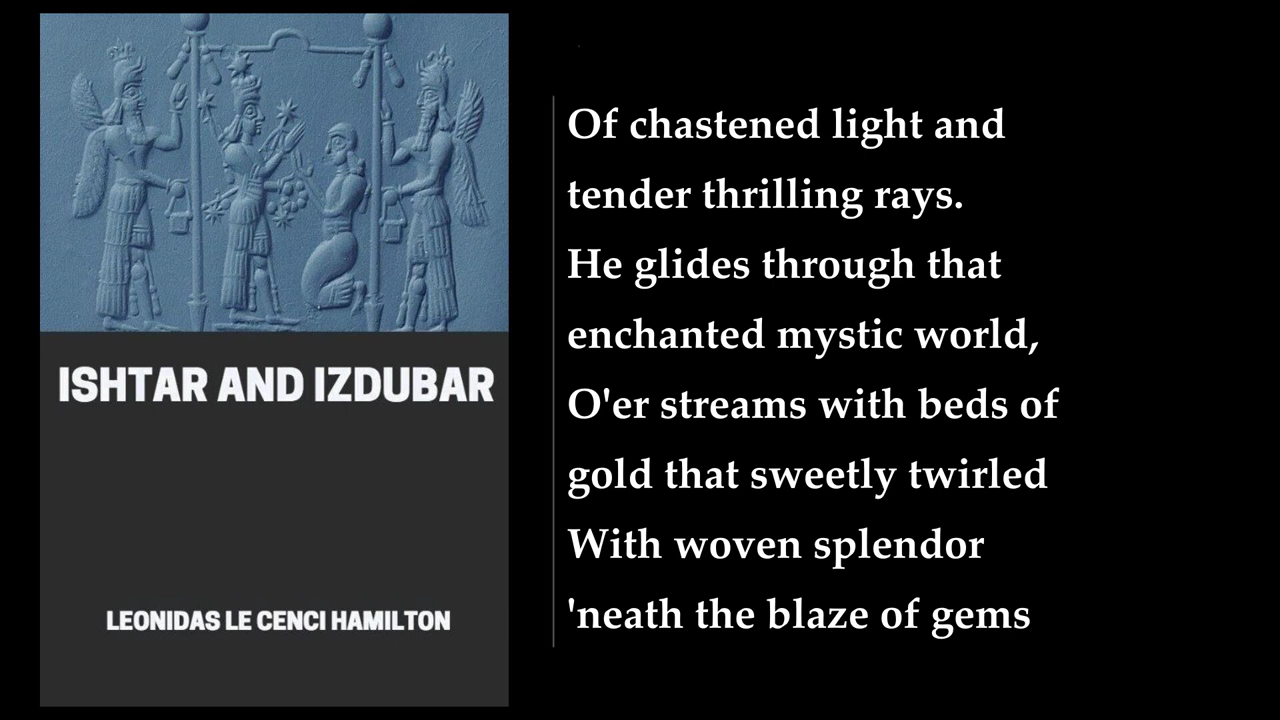 ISHTAR AND IZDUBAR
LEONIDAS LE CENCI HAMILTON
Of chastened light and
tender thrilling rays.
He glides through that
enchanted mystic world,
O'er streams with beds of
gold that sweetly twirled
With woven splendor
'neath the blaze of gems